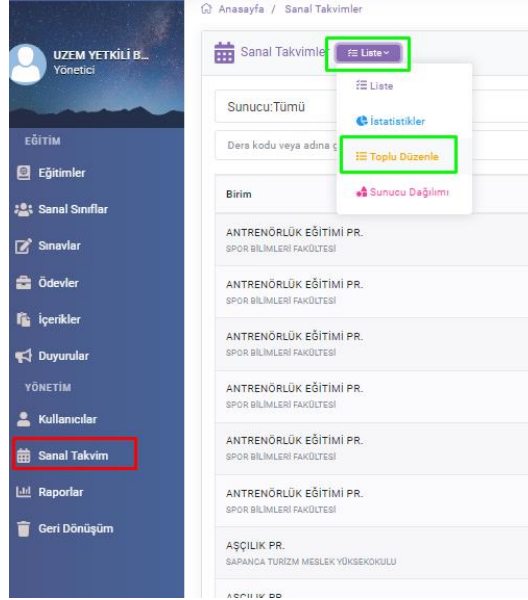 Anasayfa / Sanal Takvimler
UZEM YETKİLİ B...
Yönetici
EĞİTİM
Eğitimler
Sanal Sınıflar
Sınavlar
Ödevler
İçerikler
Duyurular
YÖNETİM
Kullanıcılar
Sanal Takvim
Raporlar
Geri Dönüşüm
Sanal Takvimler
Liste
Liste
İstatistikler
Toplu Düzenle
Sunucu Dağılımı
Sunucu:Tümü
Ders kodu veya adına
Birim
ANTRENÖRLÜK EĞİTİMİ PR.
SPOR BİLİMLERİ FAKÜLTESİ
ANTRENÖRLÜK EĞİTİMİ PR.
SPOR BİLİMLERİ FAKÜLTESİ
ANTRENÖRLÜK EĞİTİMİ PR.
SPOR BİLİMLERİ FAKÜLTESİ
ANTRENÖRLÜK EĞİTİMİ PR.
SPOR BİLİMLERİ FAKÜLTESİ
ANTRENÖRLÜK EĞİTİMİ PR.
SPOR BİLİMLERİ FAKÜLTESİ
ANTRENÖRLÜK EĞİTİMİ PR.
SPOR BİLİMLERİ FAKÜLTESİ
AŞÇILIK PR.
SAPANCA TURİZM MESLEK YÜKSEKOKULU
AŞÇILIK PR.